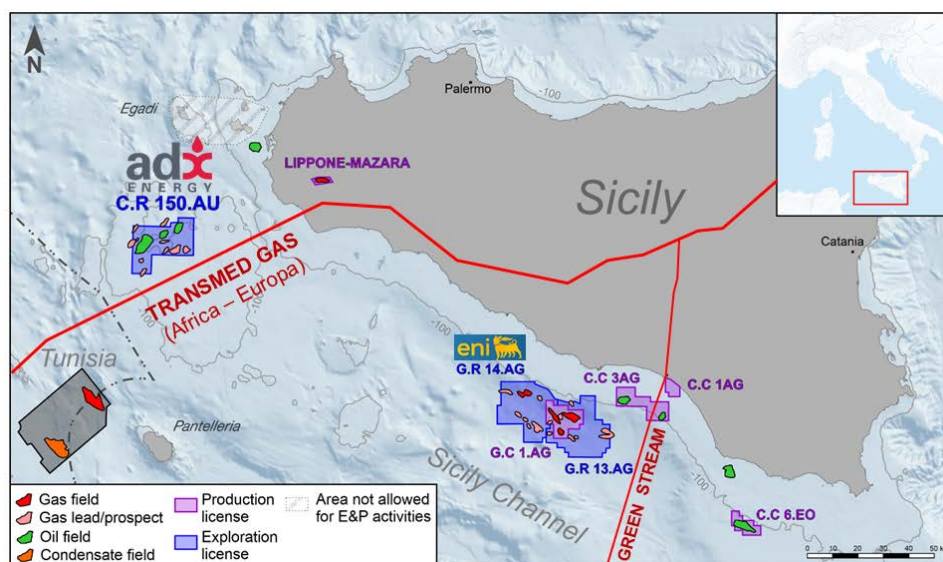 N
Egadi
Palermo
adx
ENERGY
C.R 150.AU
LIPPONE-MAZARA
Sicily
Catania
TRANSMED GAS
(Africa – Europa)
-100
-100
-100
-100
Tunisia
Pantelleria
eni
G.R 14.AG
C.C 3AG
C.C 1AG
G.C 1.AG
G.R 13.AG
Sicily Channel
GREEN STREAM
C.C 6.EO
Gas field
Gas lead/prospect
Oil field
Condensate field
Production
license
Exploration
license
Area not allowed
for E&P activities
0 10 20 30 40 50 k